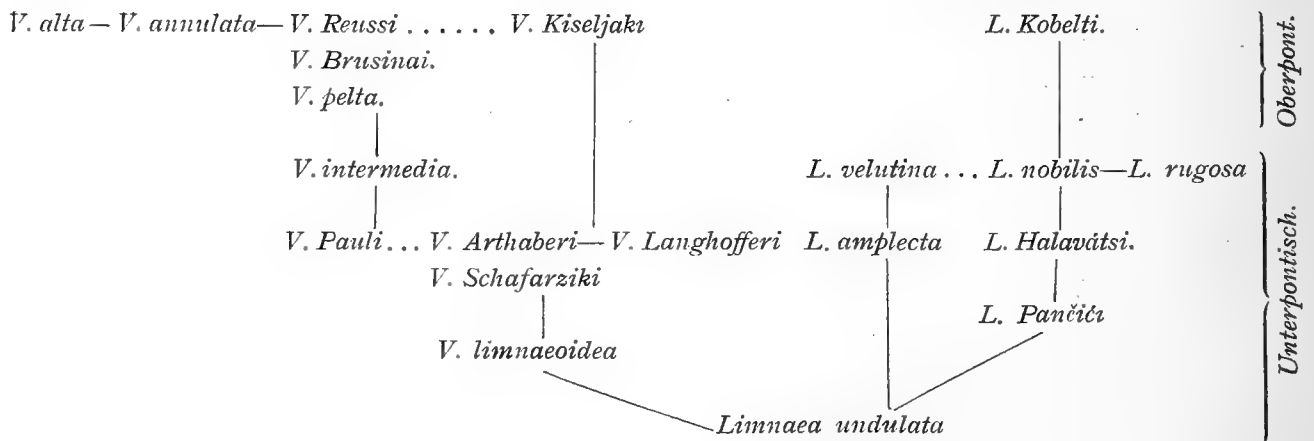 V. alta — V. annulata — V. Reussi ...... V. Kiseljaki L. Kobelti.
V. Brusinai.
V. pelta.
Oberpont.
V. intermedia. L. velutina ... L. nobilis — L. rugosa
V. Pauli ... V. Arthaberi — V. Langhofferi L. amplecta L. Halavátsi.
V. Schafarziki
L. Pančići
V. limnaeoidea
Unterpontisch.
Limnaea undulata